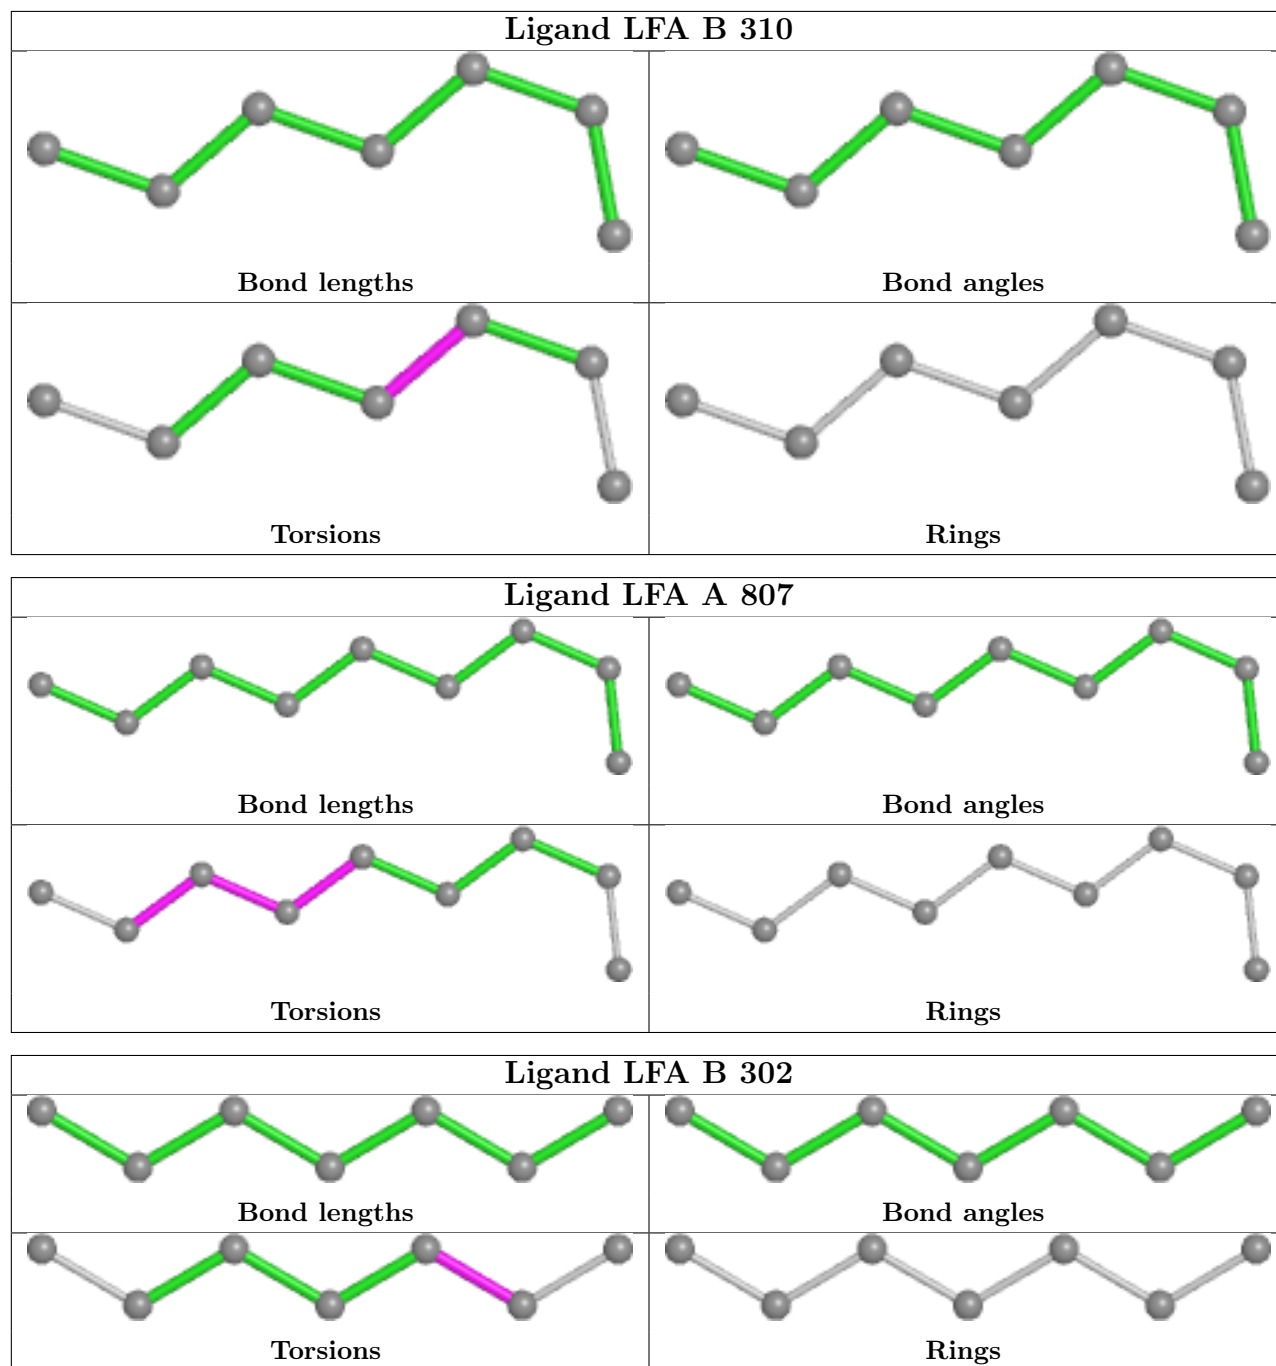 Ligand LFA B 310
Bond lengths
Bond angles
Torsions
Rings
Ligand LFA A 807
Bond lengths
Bond angles
Torsions
Rings
Ligand LFA B 302
Bond lengths
Bond angles
Torsions
Rings